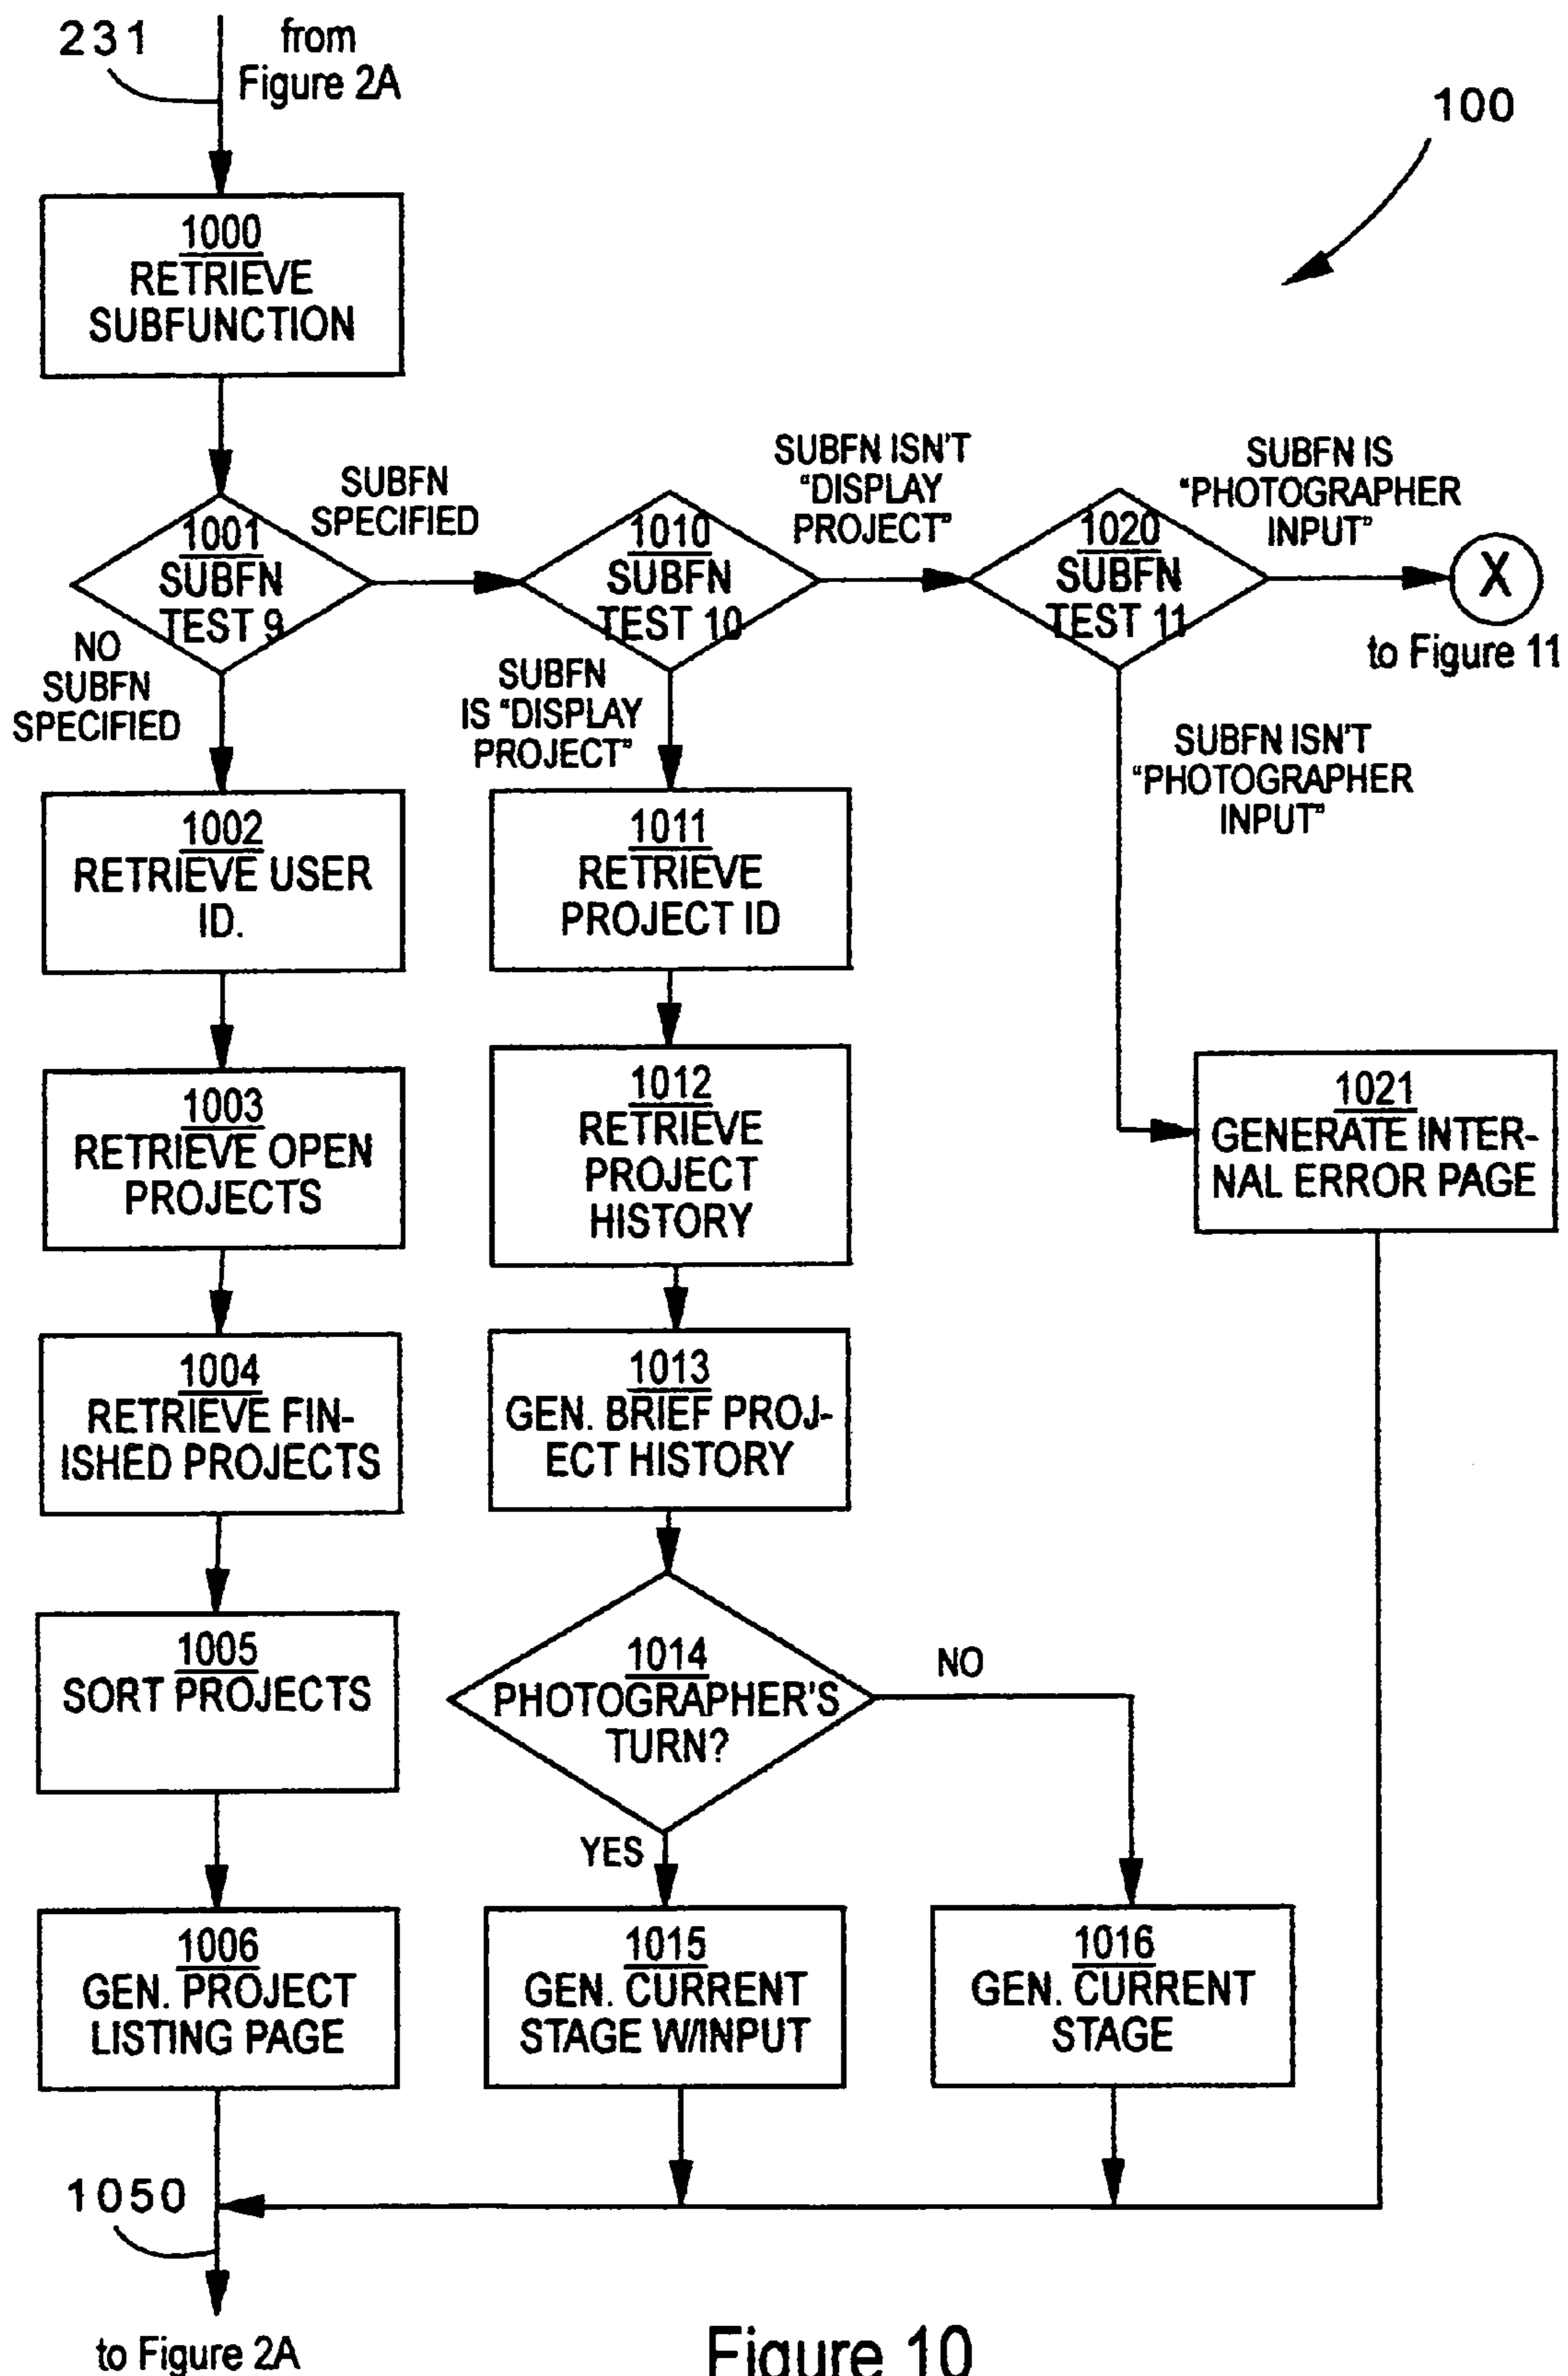 231
from
Figure 2A
100
1000
RETRIEVE
SUBFUNCTION
1001
SUBFN
TEST 9
SUBFN
SPECIFIED
NO
SUBFN
SPECIFIED
1010
SUBFN
TEST 10
SUBFN ISN'T
"DISPLAY
PROJECT"
SUBFN
IS "DISPLAY
PROJECT"
1020
SUBFN
TEST 11
SUBFN IS
"PHOTOGRAPHER
INPUT"
X
to Figure 11
SUBFN ISN'T
"PHOTOGRAPHER
INPUT"
1002
RETRIEVE USER
ID.
1003
RETRIEVE OPEN
PROJECTS
1004
RETRIEVE FIN-
ISHED PROJECTS
1005
SORT PROJECTS
1006
GEN. PROJECT
LISTING PAGE
1011
RETRIEVE
PROJECT ID
1012
RETRIEVE
PROJECT
HISTORY
1013
GEN. BRIEF PROJ-
ECT HISTORY
1014
PHOTOGRAPHER'S
TURN?
NO
YES
1015
GEN. CURRENT
STAGE W/INPUT
1016
GEN. CURRENT
STAGE
1021
GENERATE INTER-
NAL ERROR PAGE
1050
to Figure 2A
Figure 10